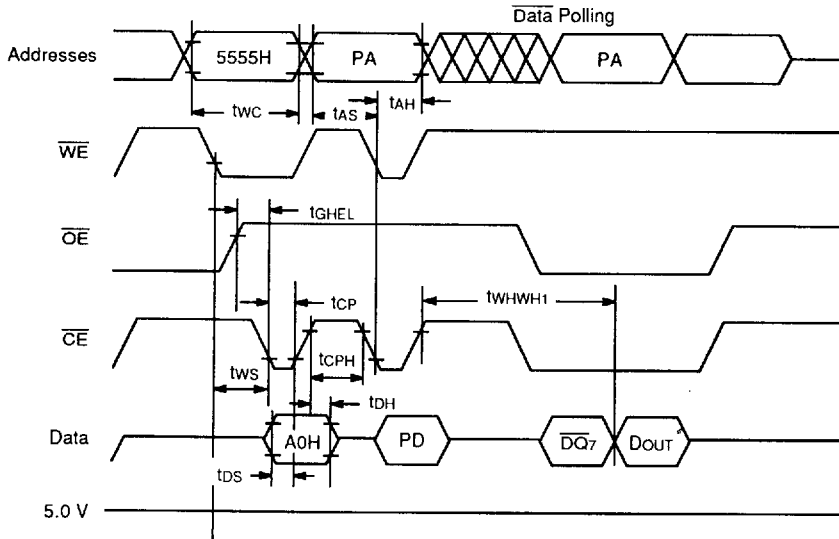 Data Polling
Addresses 5555H PA PA
tWC tAS tAH
WE
tGHEL
OE
tCP tWHWH1
CE
tWS tCPH
tDH
Data A0H PD DQ7 DOUT
tDS
5.0 V